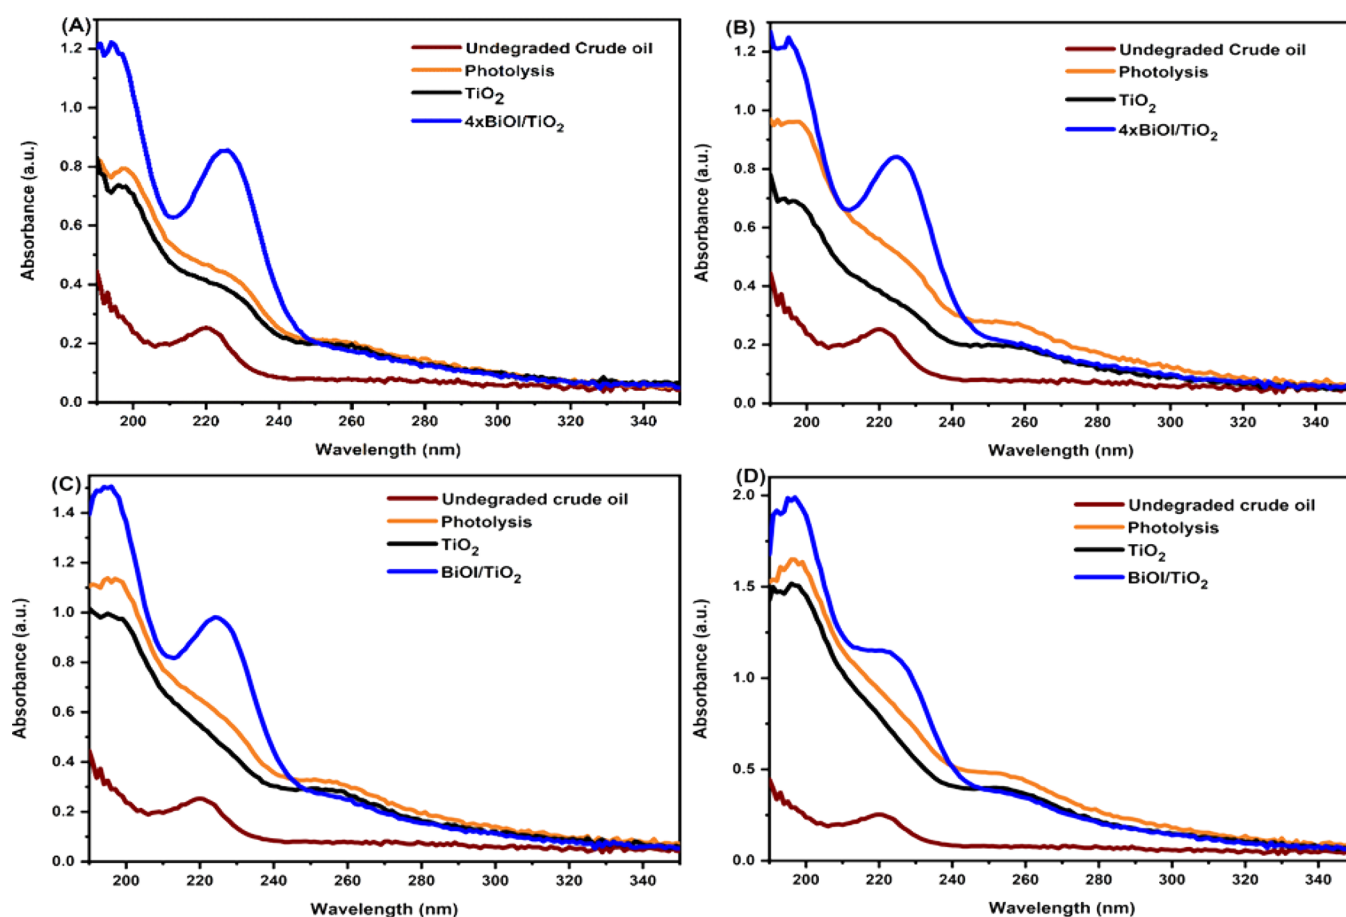 (A)
Undegraded Crude oil
Photolysis
TiO2
4xBiOI/TiO2
Absorbance (a.u.)
1.2
1.0
0.8
0.6
0.4
0.2
0.0
200 220 240 260 280 300 320 340
Wavelength (nm)
(B)
Undegraded Crude oil
Photolysis
TiO2
4xBiOI/TiO2
Absorbance (a.u.)
1.2
1.0
0.8
0.6
0.4
0.2
0.0
200 220 240 260 280 300 320 340
Wavelength (nm)
(C)
Undegraded crude oil
Photolysis
TiO2
BiOI/TiO2
Absorbance (a.u.)
1.4
1.2
1.0
0.8
0.6
0.4
0.2
0.0
200 220 240 260 280 300 320 340
Wavelength (nm)
(D)
Undegraded crude oil
Photolysis
TiO2
BiOI/TiO2
Absorbance (a.u.)
2.0
1.5
1.0
0.5
0.0
200 220 240 260 280 300 320 340
Wavelength (nm)